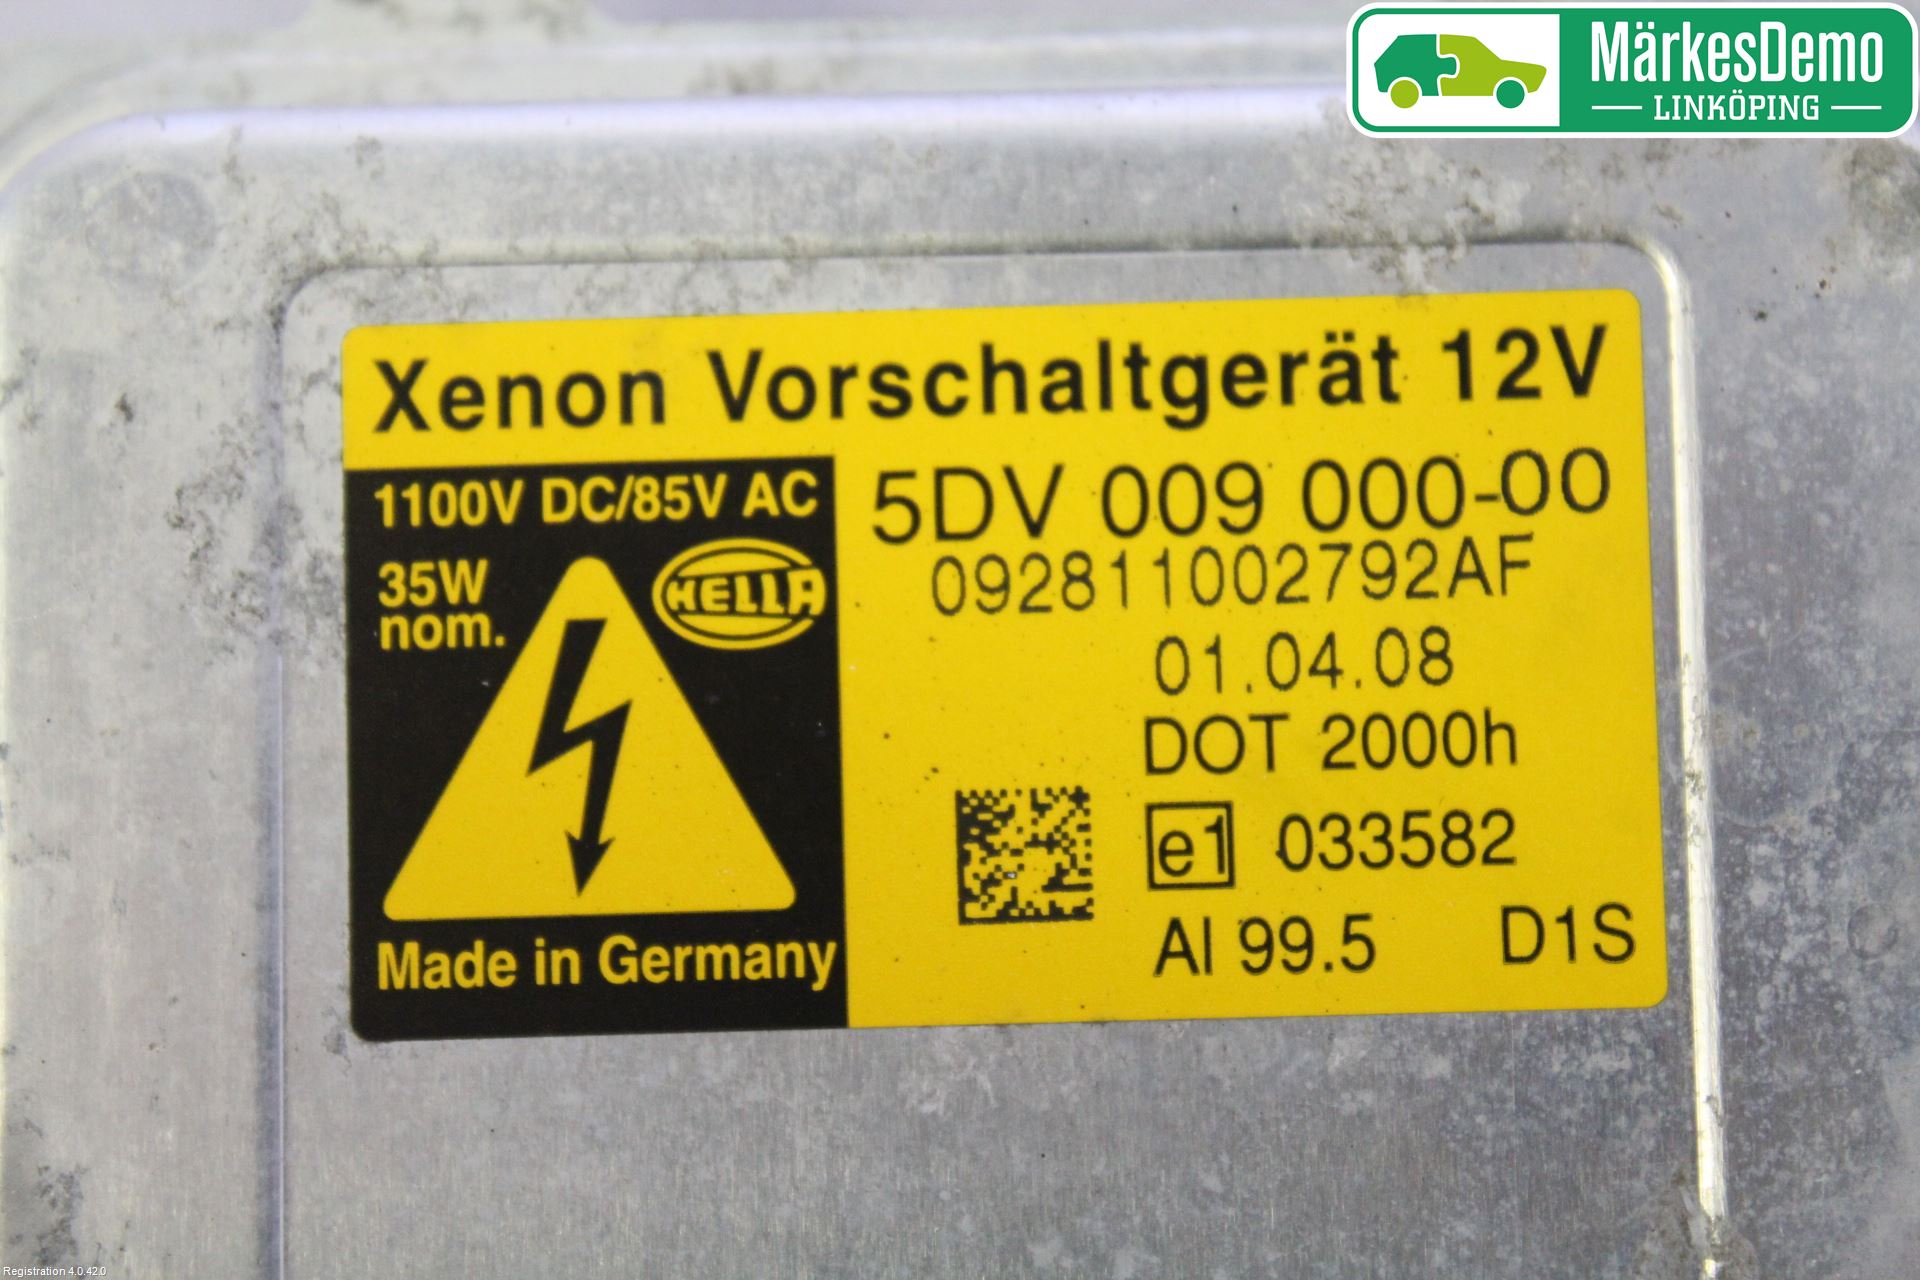 MärkesDemo
LINKÖPING
Xenon Vorschaltgerät 12V
1100V DC/85V AC
35W
nom.
HELLA
Made in Germany
5DV 009 000-00
092811002792AF
01.04.08
DOT 2000h
e1 033582
Al 99.5 D1S
Registration 4.0.42.0